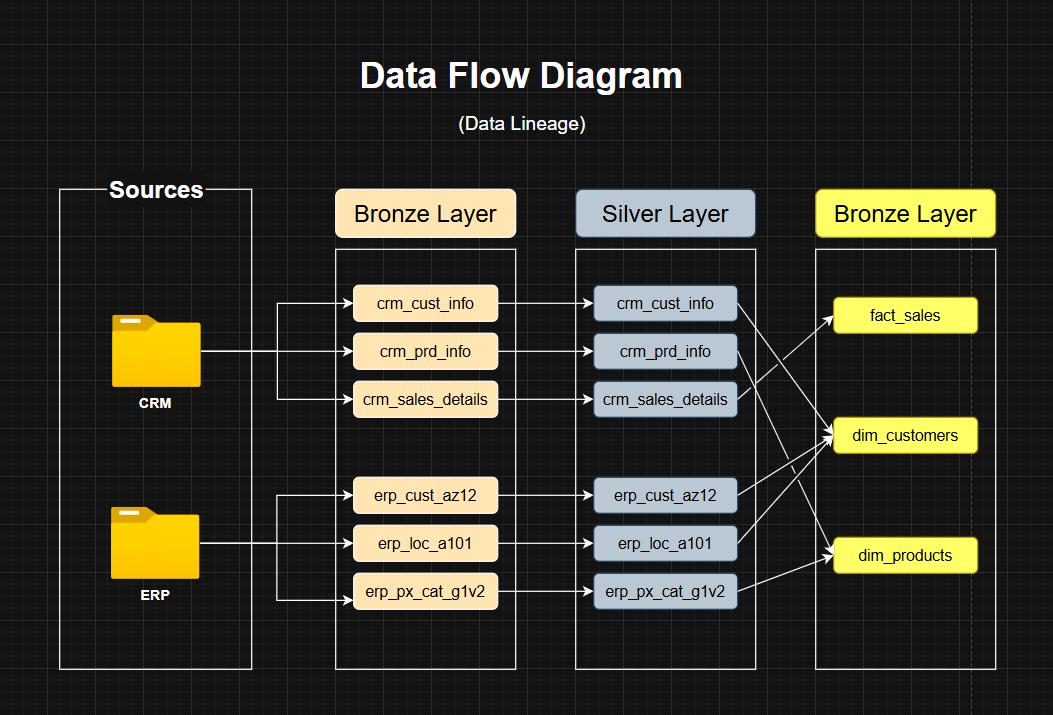 Data Flow Diagram
(Data Lineage)
Sources
CRM
ERP
Bronze Layer
crm_cust_info
crm_prd_info
crm_sales_details
erp_cust_az12
erp_loc_a101
erp_px_cat_g1v2
Silver Layer
crm_cust_info
crm_prd_info
crm_sales_details
erp_cust_az12
erp_loc_a101
erp_px_cat_g1v2
Bronze Layer
fact_sales
dim_customers
dim_products